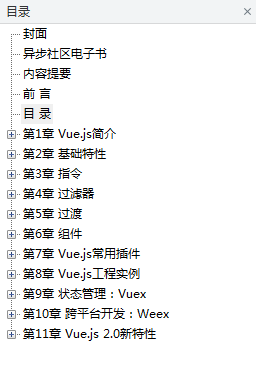 目录
封面
异步社区电子书
内容提要
前 言
目 录
第1章 Vue.js简介
第2章 基础特性
第3章 指令
第4章 过滤器
第5章 过渡
第6章 组件
第7章 Vue.js常用插件
第8章 Vue.js工程实例
第9章 状态管理：Vuex
第10章 跨平台开发：Weex
第11章 Vue.js 2.0新特性